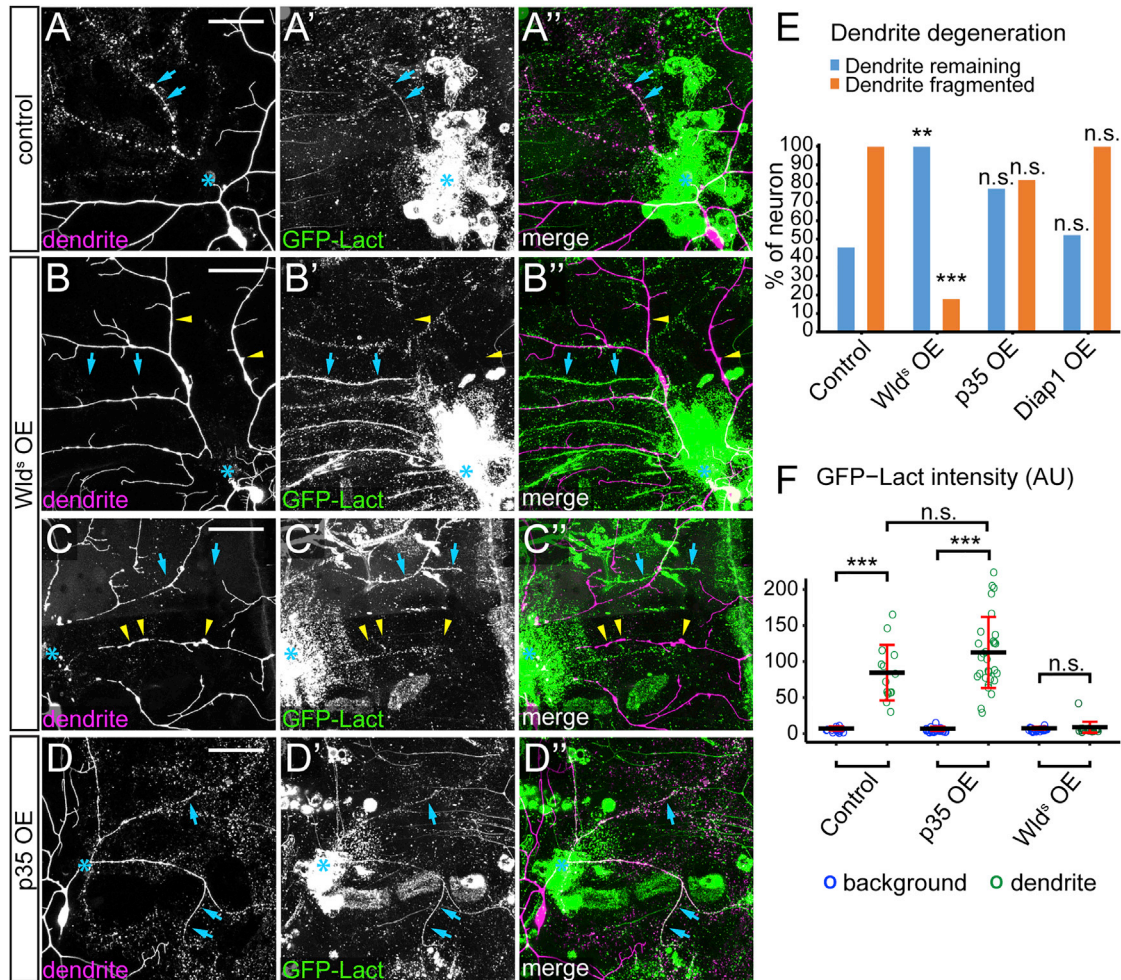 A
A'
A''
control
*
*
*
dendrite
GFP-Lact
merge
B
B'
B''
Wldˢ OE
*
*
*
dendrite
GFP-Lact
merge
C
C'
C''
*
*
*
dendrite
GFP-Lact
merge
D
D'
D''
p35 OE
*
*
*
dendrite
GFP-Lact
merge
E
Dendrite degeneration
Dendrite remaining
Dendrite fragmented
% of neuron
100
90
80
70
60
50
40
30
20
10
0
**
***
n.s.
n.s.
n.s.
n.s.
Control
Wldˢ OE
p35 OE
Diap1 OE
F
GFP−Lact intensity (AU)
n.s.
***
***
n.s.
200
150
100
50
0
Control
p35 OE
Wldˢ OE
background
dendrite